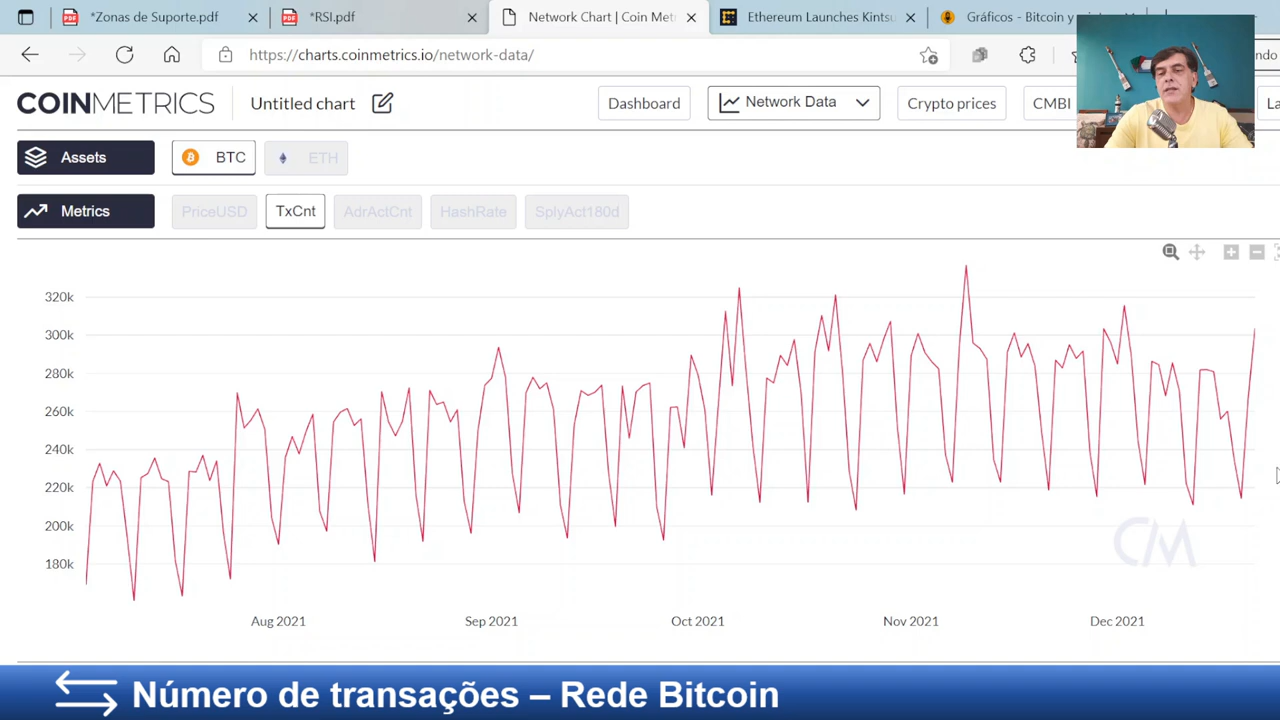 *Zonas de Suporte.pdf
*RSI.pdf
Network Chart | Coin Met
Ethereum Launches Kints
Gráficos - Bitcoin y
https://charts.coinmetrics.io/network-data/
ndo
COINMETRICS
Untitled chart
Dashboard
Network Data
Crypto prices
CMBI
La
Assets
BTC
ETH
Metrics
PriceUSD
TxCnt
AdrActCnt
HashRate
SplyAct180d
320k
300k
280k
260k
240k
220k
200k
180k
CM
Aug 2021
Sep 2021
Oct 2021
Nov 2021
Dec 2021
Número de transações – Rede Bitcoin